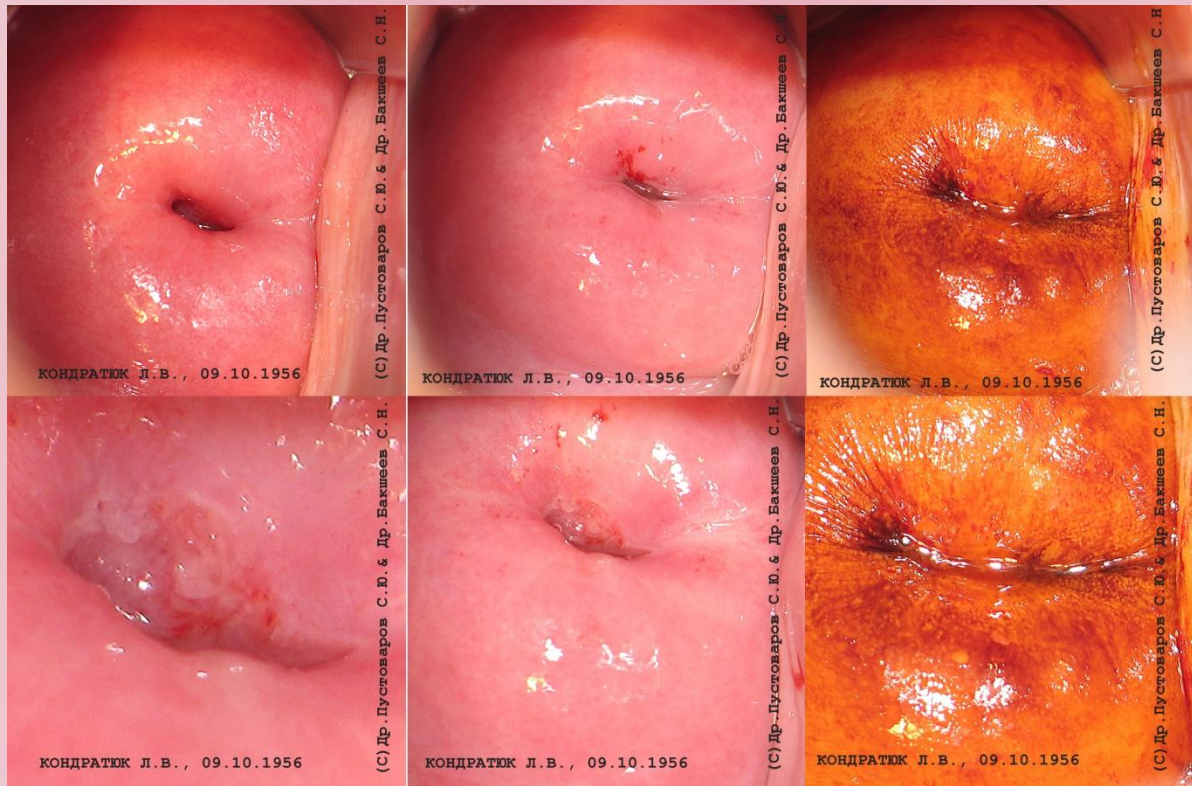 (С)Др.Пустоваров С.Ю.& Др.Бакшеев С.Н.
КОНДРАТЮК Л.В., 09.10.1956
(С)Др.Пустоваров С.Ю.& Др.Бакшеев С.Н.
КОНДРАТЮК Л.В., 09.10.1956
(С)Др.Пустоваров С.Ю.& Др.Бакшеев С.Н
КОНДРАТЮК Л.В., 09.10.1956
(С)Др.Пустоваров С.Ю.& Др.Бакшеев С.Н.
КОНДРАТЮК Л.В., 09.10.1956
(С)Др.Пустоваров С.Ю.& Др.Бакшеев С.Н.
КОНДРАТЮК Л.В., 09.10.1956
(С)Др.Пустоваров С.Ю & Др.Бакшеев С.Н.
КОНДРАТЮК Л.В., 09.10.1956